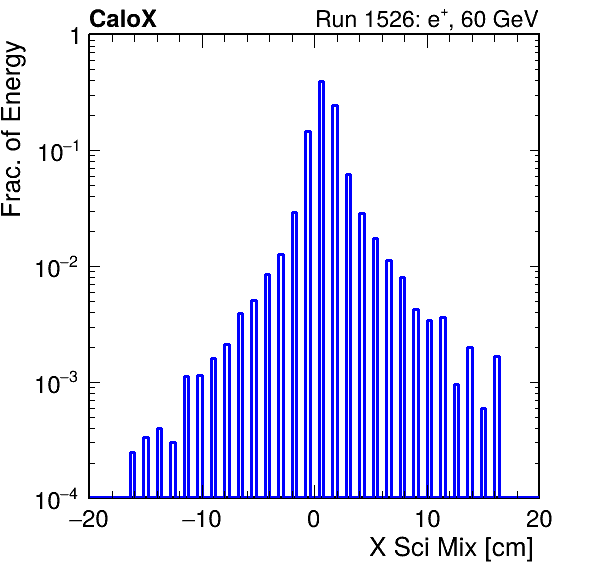 CaloX Run 1526: e⁺, 60 GeV
Frac. of Energy
1
10⁻¹
10⁻²
10⁻³
10⁻⁴
−20 −10 0 10 20
X Sci Mix [cm]